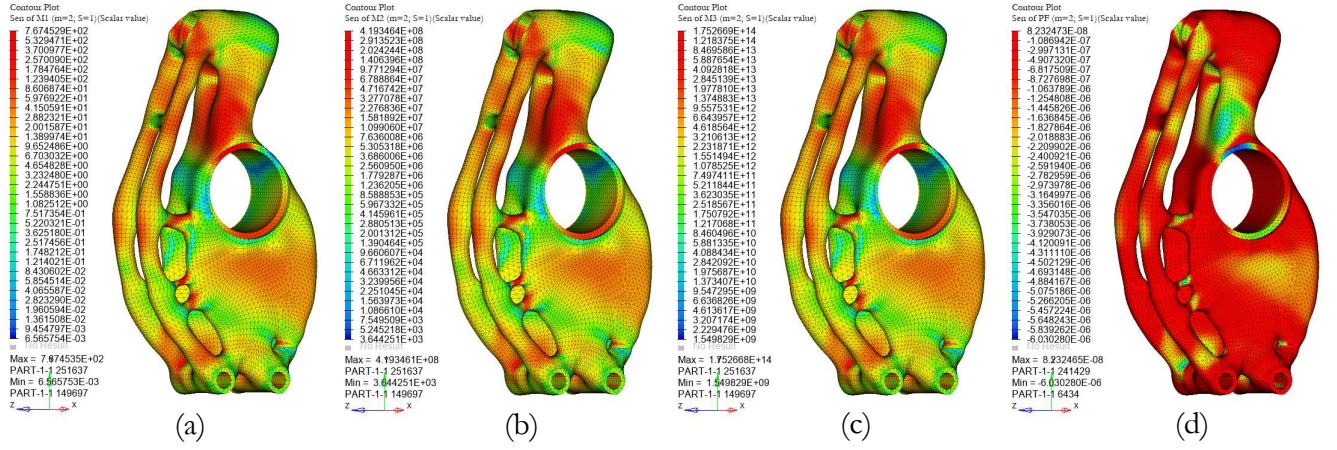 Contour Plot
Sen of M1 (m=2; S=1)(Scalar value)
7.674529E+02
5.329471E+02
3.700977E+02
2.570090E+02
1.784764E+02
1.239405E+02
8.606874E+01
5.976922E+01
4.150591E+01
2.882321E+01
2.001587E+01
1.389974E+01
9.652486E+00
6.703032E+00
4.654828E+00
3.232480E+00
2.244751E+00
1.558836E+00
1.082512E+00
7.517354E-01
5.220321E-01
3.625180E-01
2.517456E-01
1.748212E-01
1.214021E-01
8.430602E-02
5.854514E-02
4.065587E-02
2.823290E-02
1.960594E-02
1.361508E-02
9.454797E-03
6.565754E-03
No Result
Max = 7.674535E+02
PART-1-1 251637
Min = 6.565753E-03
PART-1-1 149697
Z X
(a)
Contour Plot
Sen of M2 (m=2; S=1)(Scalar value)
4.193464E+08
2.913523E+08
2.024244E+08
1.406396E+08
9.771294E+07
6.788864E+07
4.716742E+07
3.277078E+07
2.276836E+07
1.581892E+07
1.099060E+07
7.636008E+06
5.305318E+06
3.686006E+06
2.560950E+06
1.779287E+06
1.236205E+06
8.588853E+05
5.967332E+05
4.145961E+05
2.880513E+05
2.001312E+05
1.390464E+05
9.660607E+04
6.711962E+04
4.663312E+04
3.239956E+04
2.251045E+04
1.563973E+04
1.086610E+04
7.549509E+03
5.245218E+03
3.644251E+03
No Result
Max = 4.193461E+08
PART-1-1 251637
Min = 3.644251E+03
PART-1-1 149697
Z X
(b)
Contour Plot
Sen of M3 (m=2; S=1)(Scalar value)
1.752669E+14
1.218375E+14
8.469586E+13
5.887654E+13
4.092818E+13
2.845139E+13
1.977810E+13
1.374883E+13
9.557531E+12
6.643957E+12
4.618564E+12
3.210613E+12
2.231871E+12
1.551494E+12
1.078525E+12
7.497411E+11
5.211844E+11
3.623035E+11
2.518567E+11
1.750792E+11
1.217068E+11
8.460496E+10
5.881335E+10
4.088434E+10
2.842092E+10
1.975687E+10
1.373407E+10
9.547295E+09
6.636826E+09
4.613617E+09
3.207174E+09
2.229476E+09
1.549829E+09
No Result
Max = 1.752668E+14
PART-1-1 251637
Min = 1.549829E+09
PART-1-1 149697
Z X
(c)
Contour Plot
Sen of PF (m=2; S=1)(Scalar value)
8.232473E-08
-1.086942E-07
-2.997131E-07
-4.907320E-07
-6.817509E-07
-8.727698E-07
-1.063789E-06
-1.254808E-06
-1.445826E-06
-1.636845E-06
-1.827864E-06
-2.018883E-06
-2.209902E-06
-2.400921E-06
-2.591940E-06
-2.782959E-06
-2.973978E-06
-3.164997E-06
-3.356016E-06
-3.547035E-06
-3.738053E-06
-3.929073E-06
-4.120091E-06
-4.311110E-06
-4.502129E-06
-4.693148E-06
-4.884167E-06
-5.075186E-06
-5.266205E-06
-5.457224E-06
-5.648243E-06
-5.839262E-06
-6.030280E-06
No Result
Max = 8.232465E-08
PART-1-1 241429
Min = -6.030280E-06
PART-1-1 6434
Z X
(d)